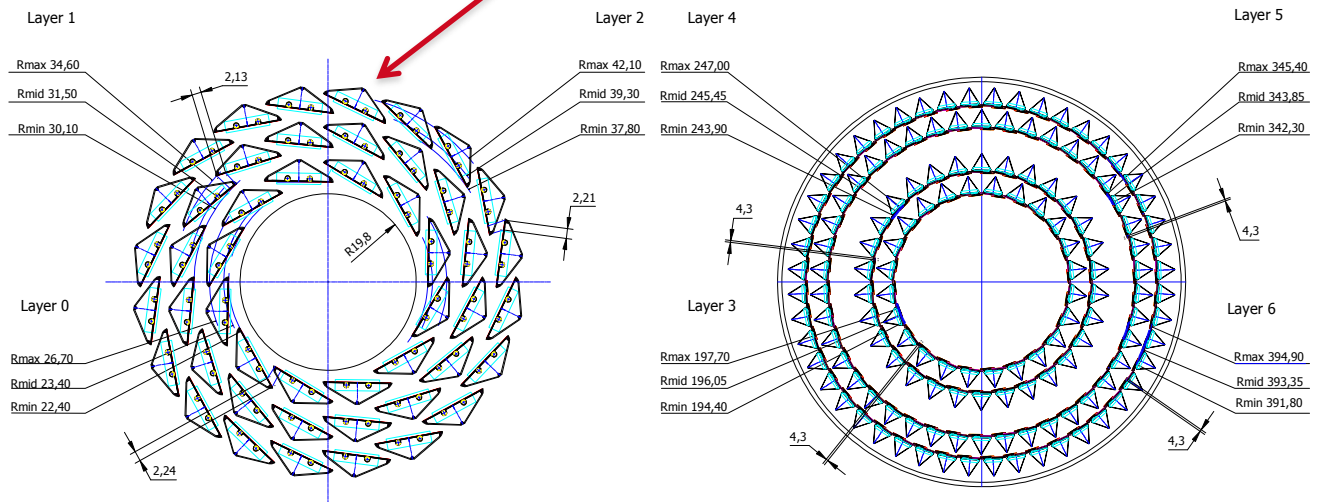 Layer 1
Layer 2
Layer 4
Layer 5
Rmax 34,60
2,13
Rmid 31,50
Rmin 30,10
Rmax 42,10
Rmid 39,30
Rmin 37,80
Rmax 247,00
Rmid 245,45
Rmin 243,90
Rmax 345,40
Rmid 343,85
Rmin 342,30
2,21
R19,8
4,3
4,3
Layer 0
Layer 3
Layer 6
Rmax 26,70
Rmid 23,40
Rmin 22,40
Rmax 197,70
Rmid 196,05
Rmin 194,40
Rmax 394,90
Rmid 393,35
Rmin 391,80
2,24
4,3
4,3